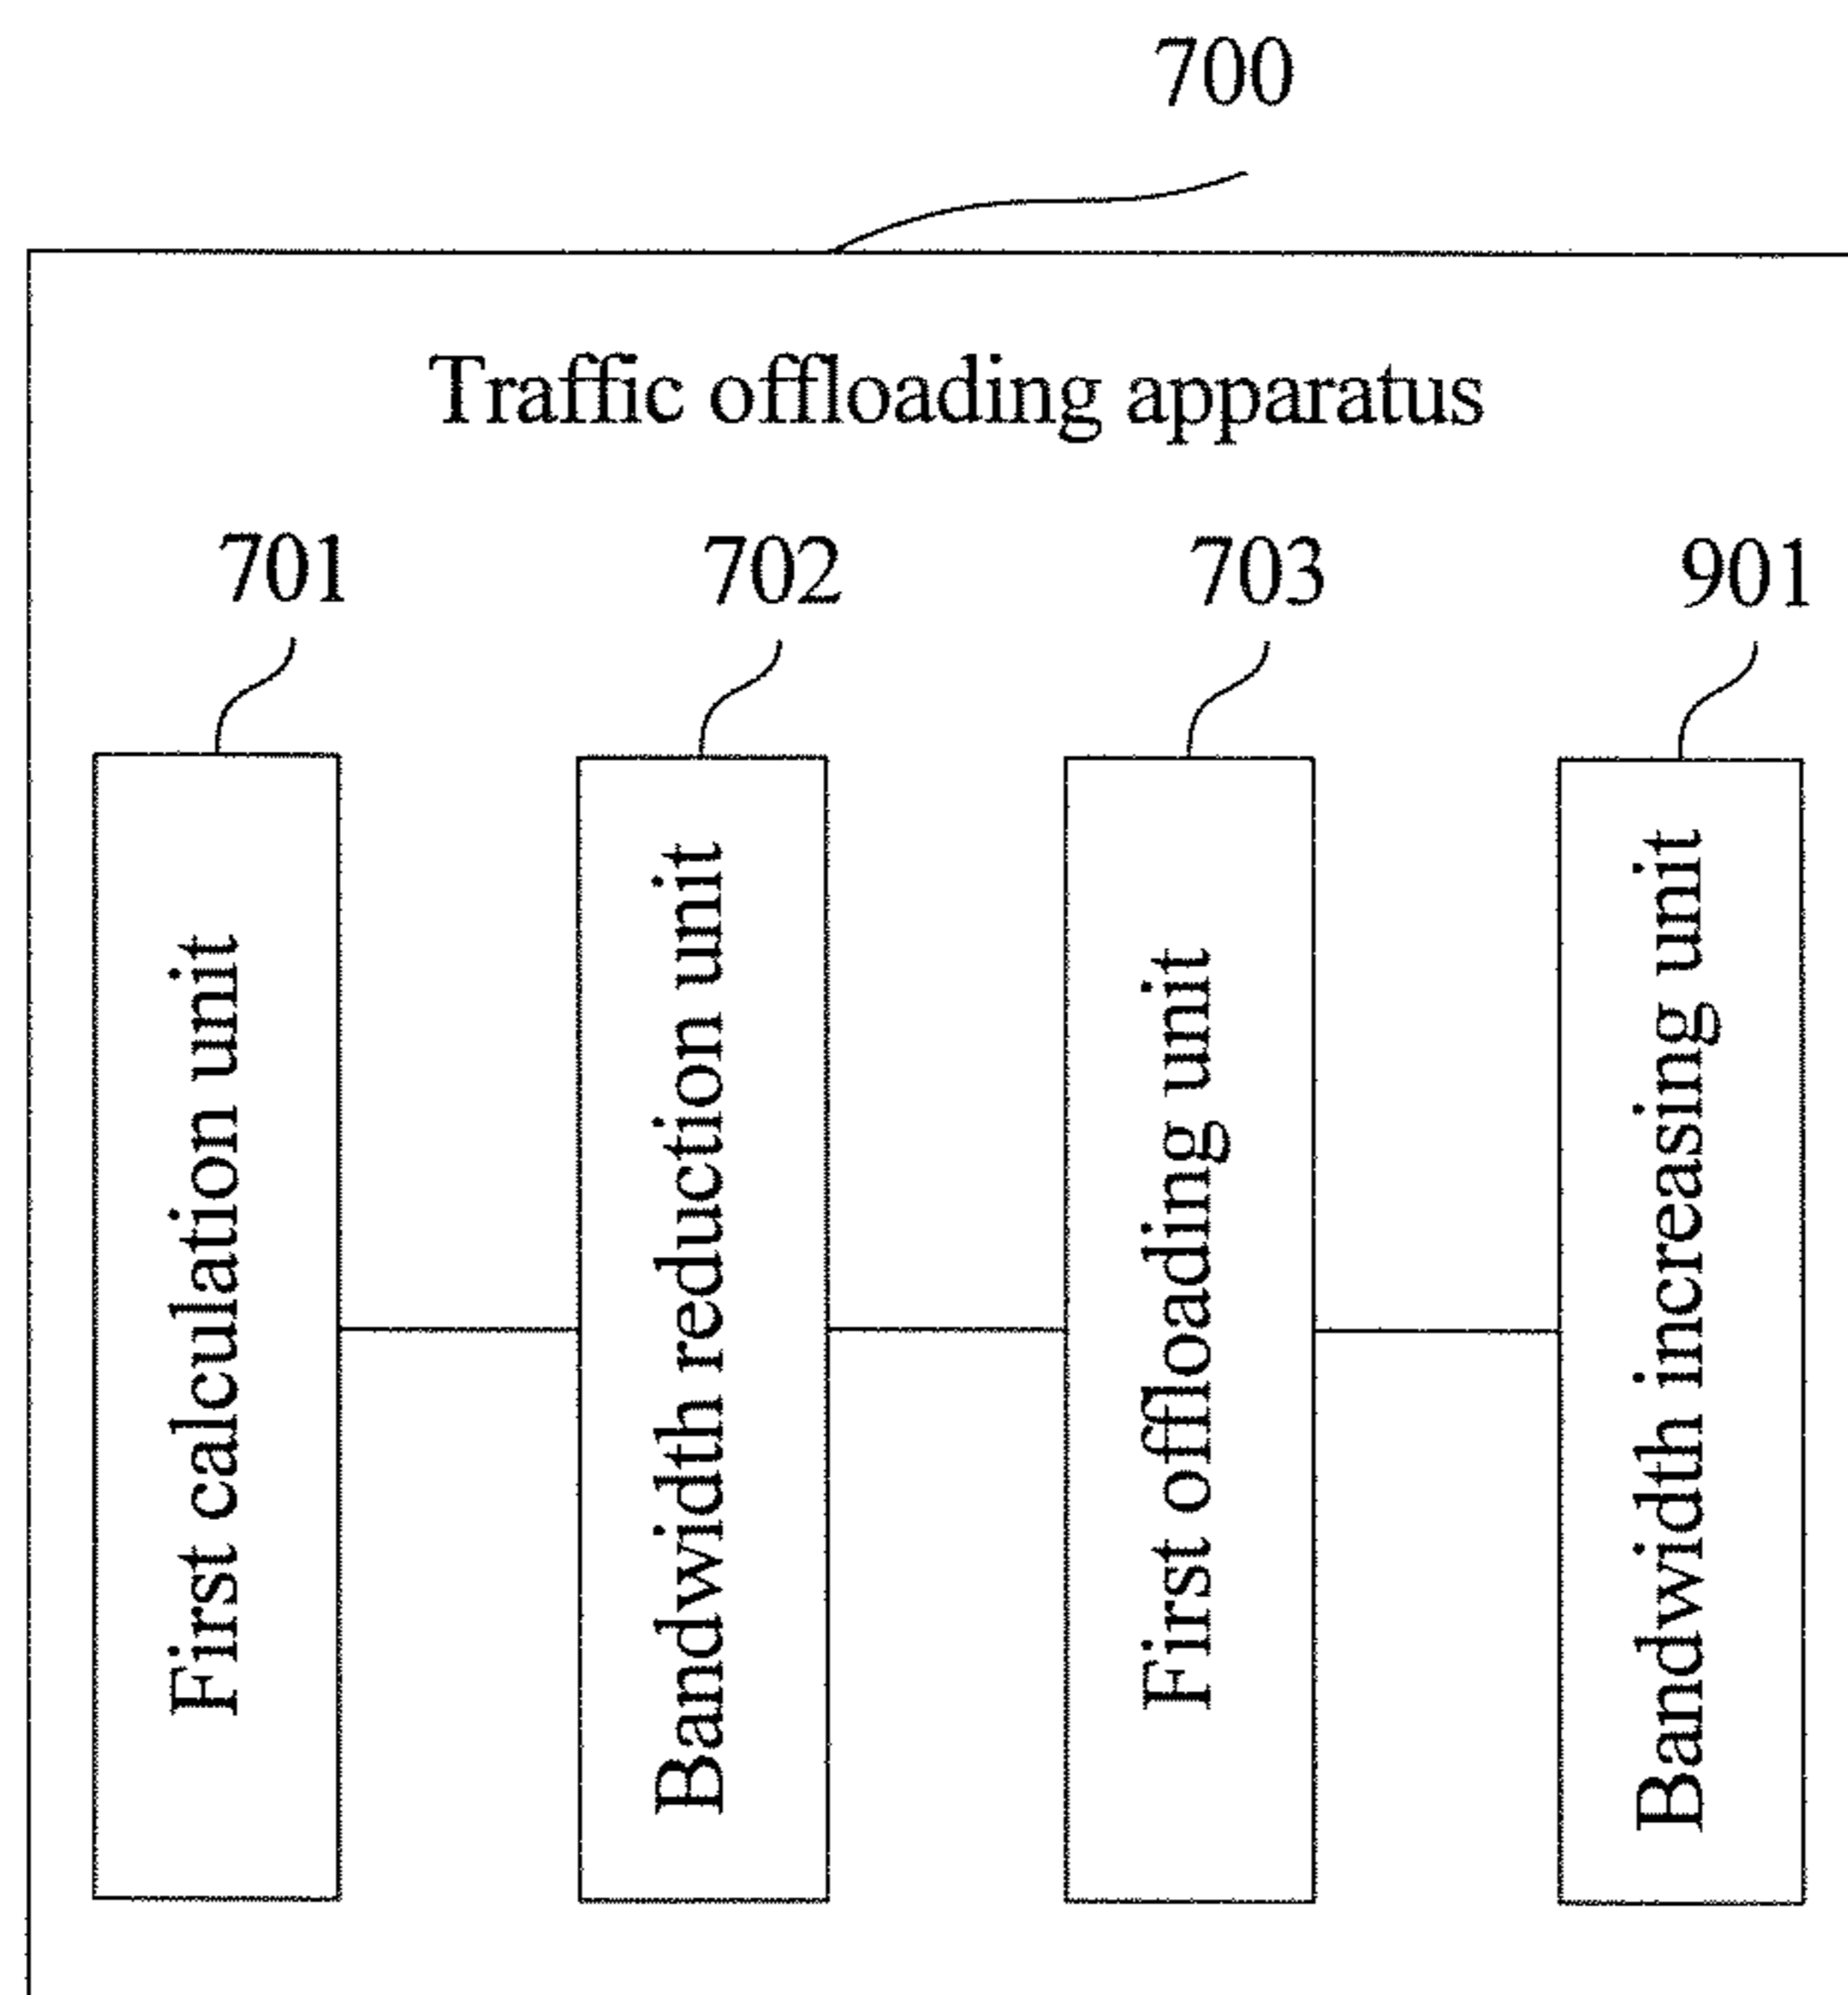 700
Traffic offloading apparatus
701
702
703
901
First calculation unit
Bandwidth reduction unit
First offloading unit
Bandwidth increasing unit